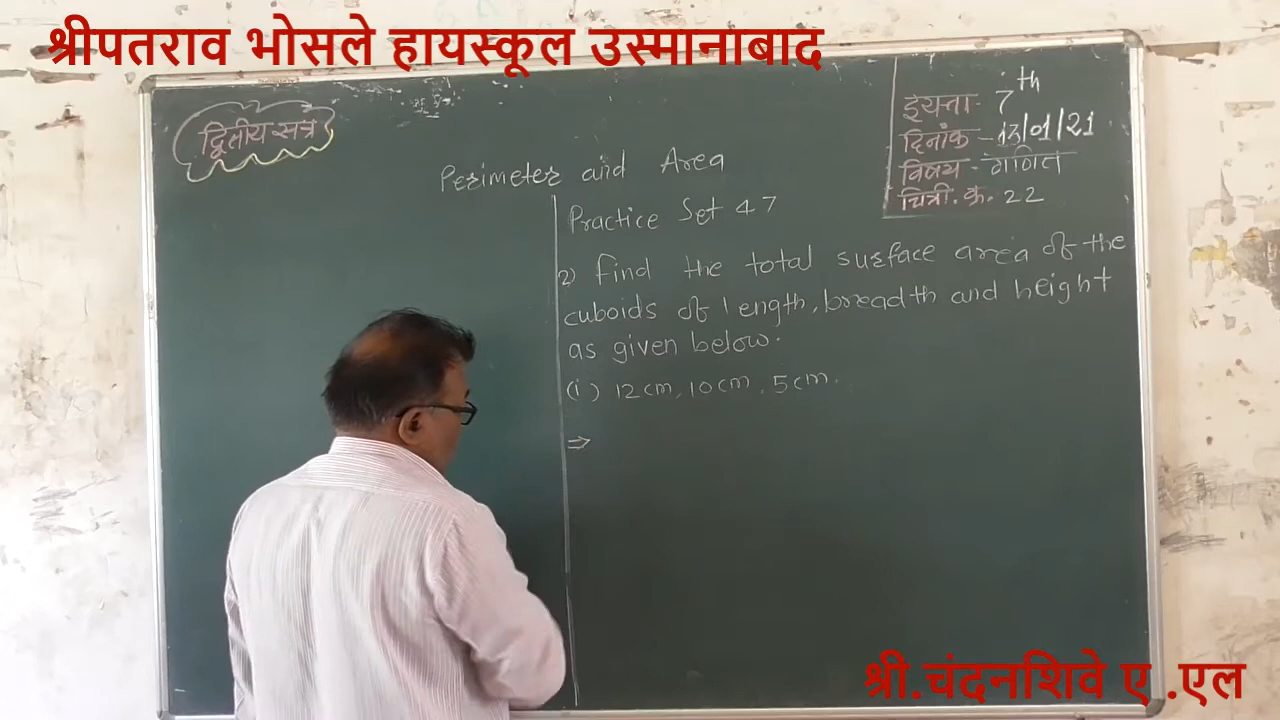 श्रीपतराव भोसले हायस्कूल उस्मानाबाद
द्वितीय सत्र
इयत्ता - 7th
दिनांक - 13/01/21
विषय - गणित
चित्री. क्र. 22
Perimeter and Area
Practice Set 47
2) find the total surface area of the
cuboids of length, breadth and height
as given below.
(i) 12cm, 10cm, 5cm.
⇒
श्री.चंदनशिवे ए .एल